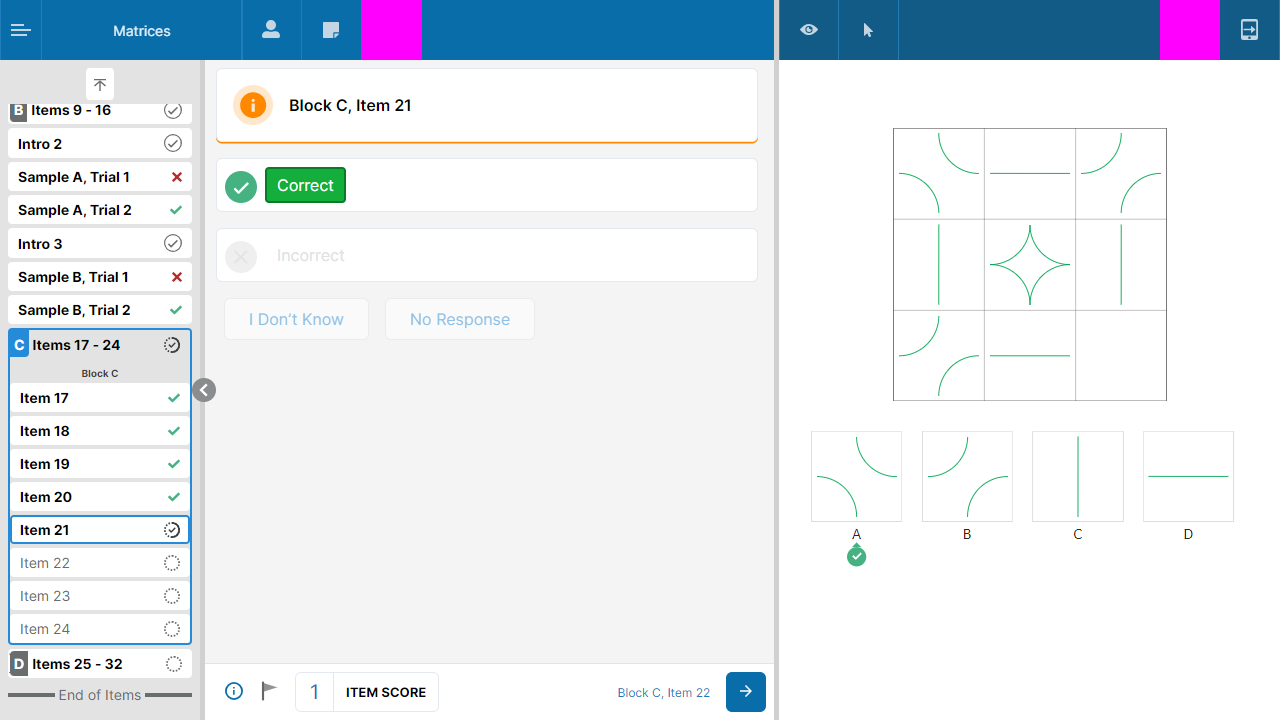 Matrices
B Items 9 - 16
Intro 2
Sample A, Trial 1
Sample A, Trial 2
Intro 3
Sample B, Trial 1
Sample B, Trial 2
C Items 17 - 24
Block C
Item 17
Item 18
Item 19
Item 20
Item 21
Item 22
Item 23
Item 24
D Items 25 - 32
End of Items
Block C, Item 21
Correct
Incorrect
I Don't Know No Response
1 ITEM SCORE
Block C, Item 22
A B C D